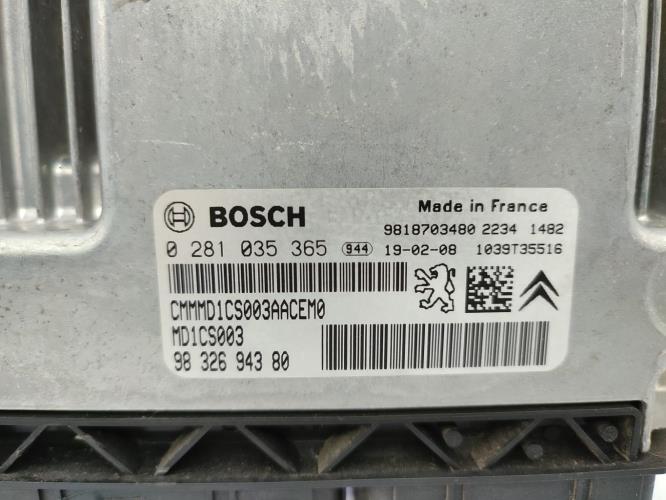 BOSCH
Made in France
9818703480 2234 1482
0 281 035 365 944 19-02-08 1039T35516
CMMMD1CS003AACEM0
MD1CS003
98 326 943 80